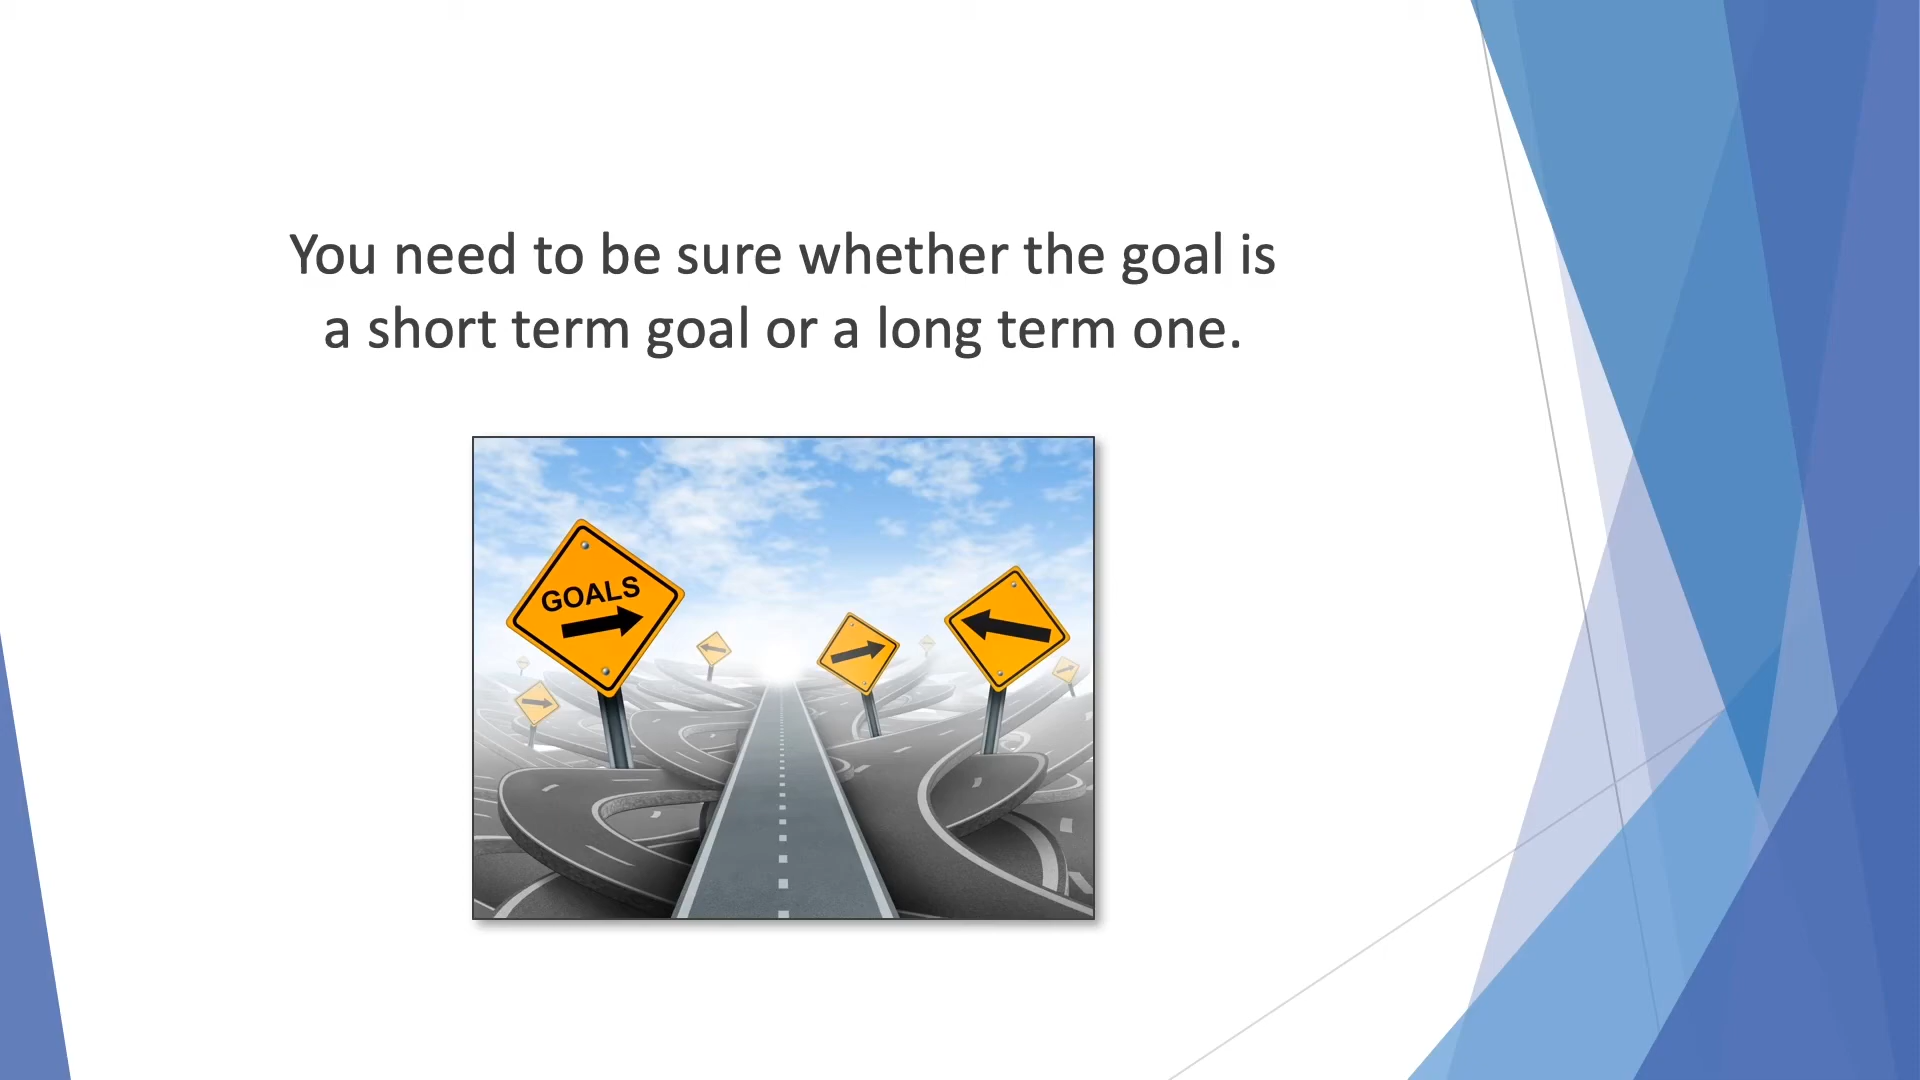 You need to be sure whether the goal is
a short term goal or a long term one.
GOALS